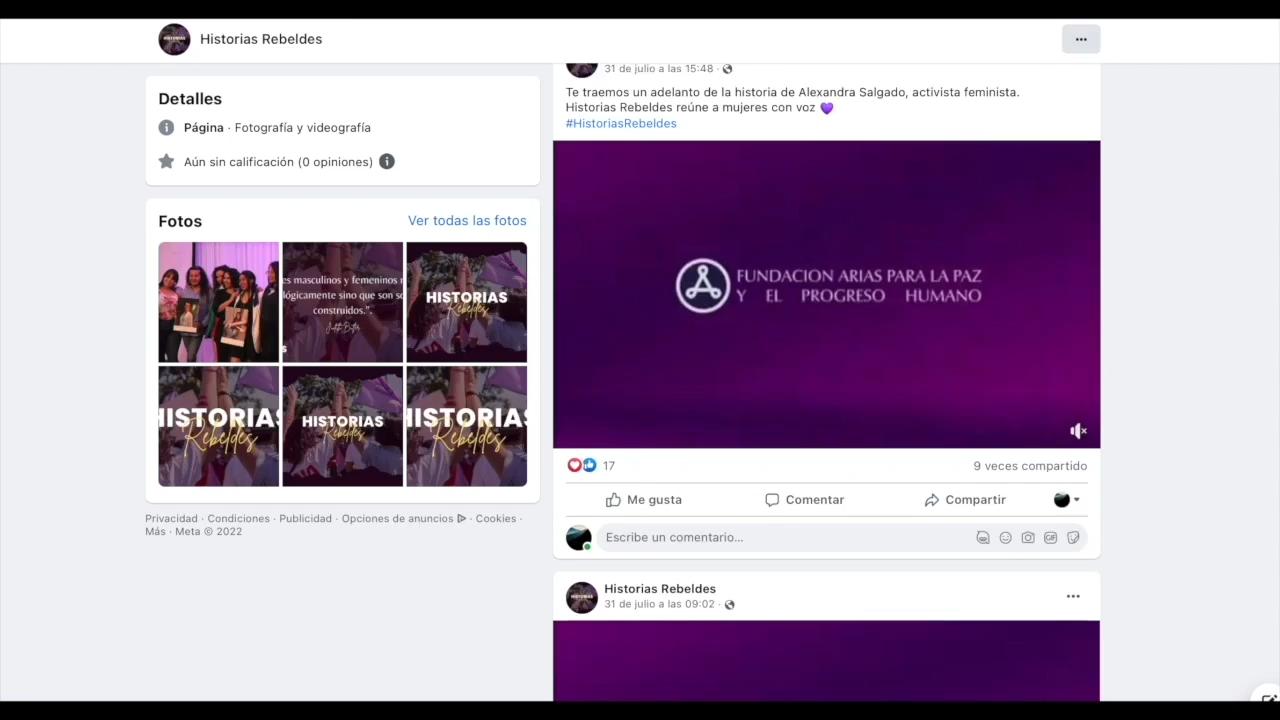 Historias Rebeldes
Detalles
Página · Fotografía y videografía
Aún sin calificación (0 opiniones)
Fotos
Ver todas las fotos
es masculinos y femeninos
lógicamente sino que son so
construidos.".
Judith Butler
HISTORIAS
Rebeldes
HISTORIAS
Rebeldes
HISTORIAS
Rebeldes
HISTORIAS
Rebeldes
Privacidad · Condiciones · Publicidad · Opciones de anuncios · Cookies ·
Más · Meta © 2022
31 de julio a las 15:48 ·
Te traemos un adelanto de la historia de Alexandra Salgado, activista feminista.
Historias Rebeldes reúne a mujeres con voz 💜
#HistoriasRebeldes
FUNDACION ARIAS PARA LA PAZ
Y EL PROGRESO HUMANO
17
9 veces compartido
Me gusta
Comentar
Compartir
Escribe un comentario...
GIF
Historias Rebeldes
31 de julio a las 09:02 ·